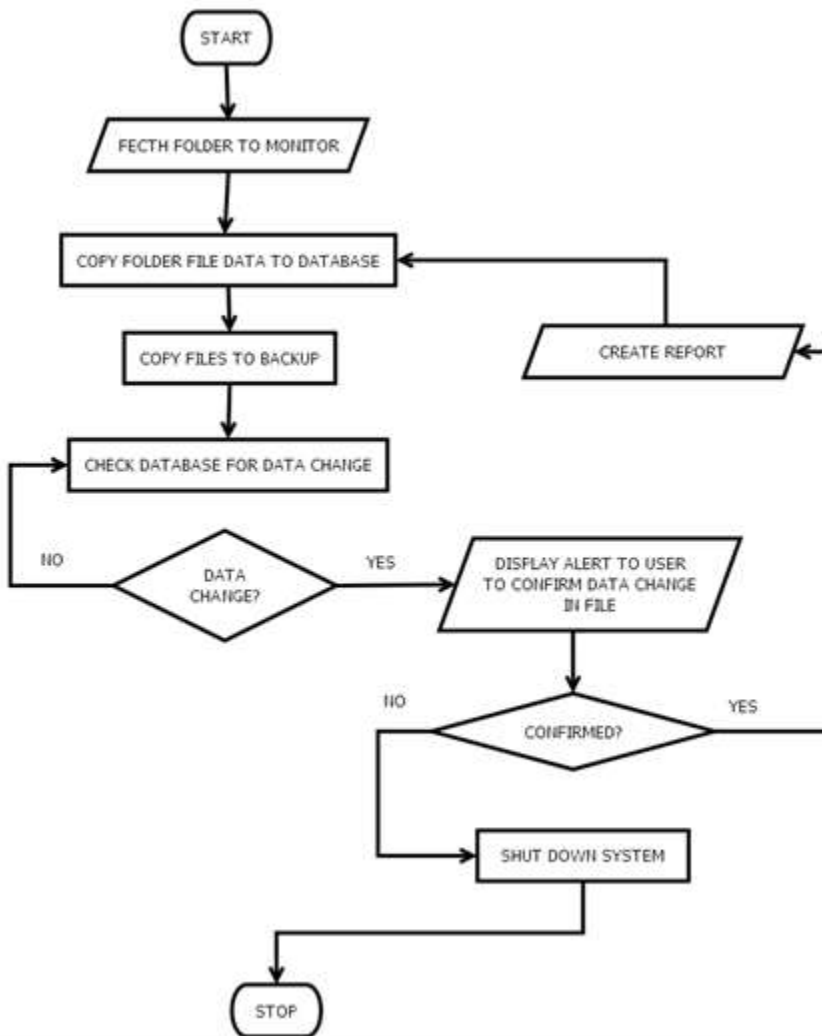 START
FECTH FOLDER TO MONITOR
COPY FOLDER FILE DATA TO DATABASE
COPY FILES TO BACKUP
CREATE REPORT
CHECK DATABASE FOR DATA CHANGE
NO
DATA
CHANGE?
YES
DISPLAY ALERT TO USER
TO CONFIRM DATA CHANGE
IN FILE
NO
CONFIRMED?
YES
SHUT DOWN SYSTEM
STOP